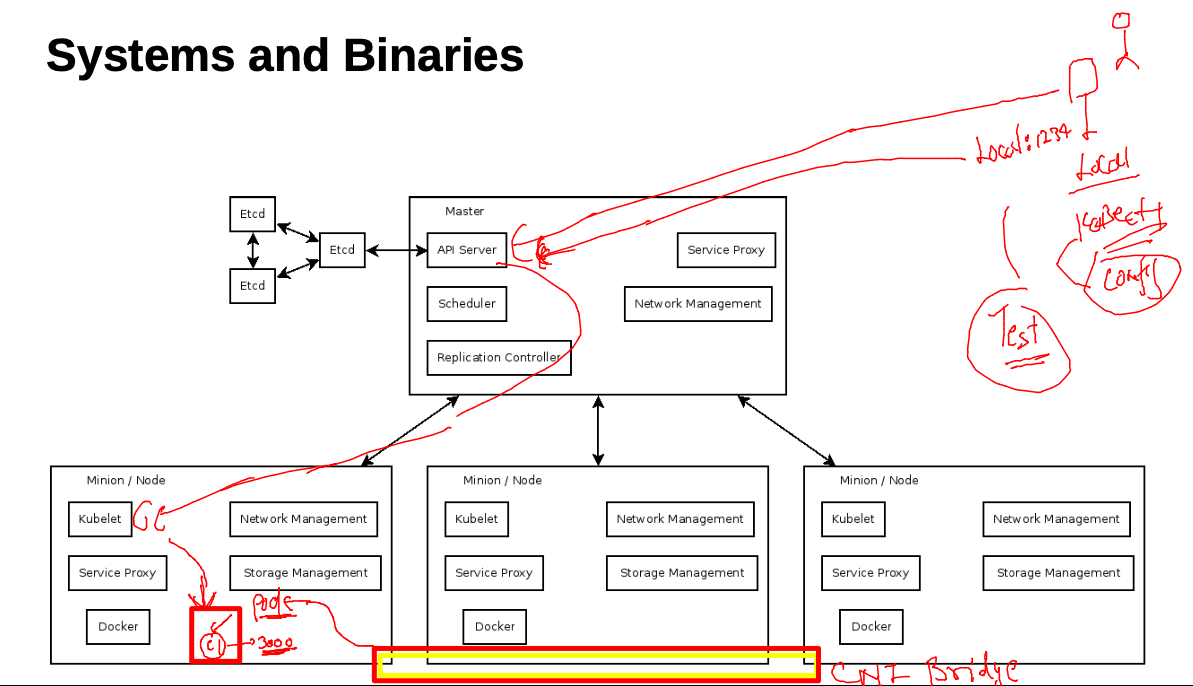 Systems and Binaries
Local:1234
Local
Test
Config
Etcd
Etcd
Etcd
Master
API Server
Service Proxy
Scheduler
Network Management
Replication Controller
Minion / Node
Kubelet
Network Management
Service Proxy
Storage Management
Docker
Pod
C1
3000
Minion / Node
Kubelet
Network Management
Service Proxy
Storage Management
Docker
Minion / Node
Kubelet
Network Management
Service Proxy
Storage Management
Docker
CNI Bridge